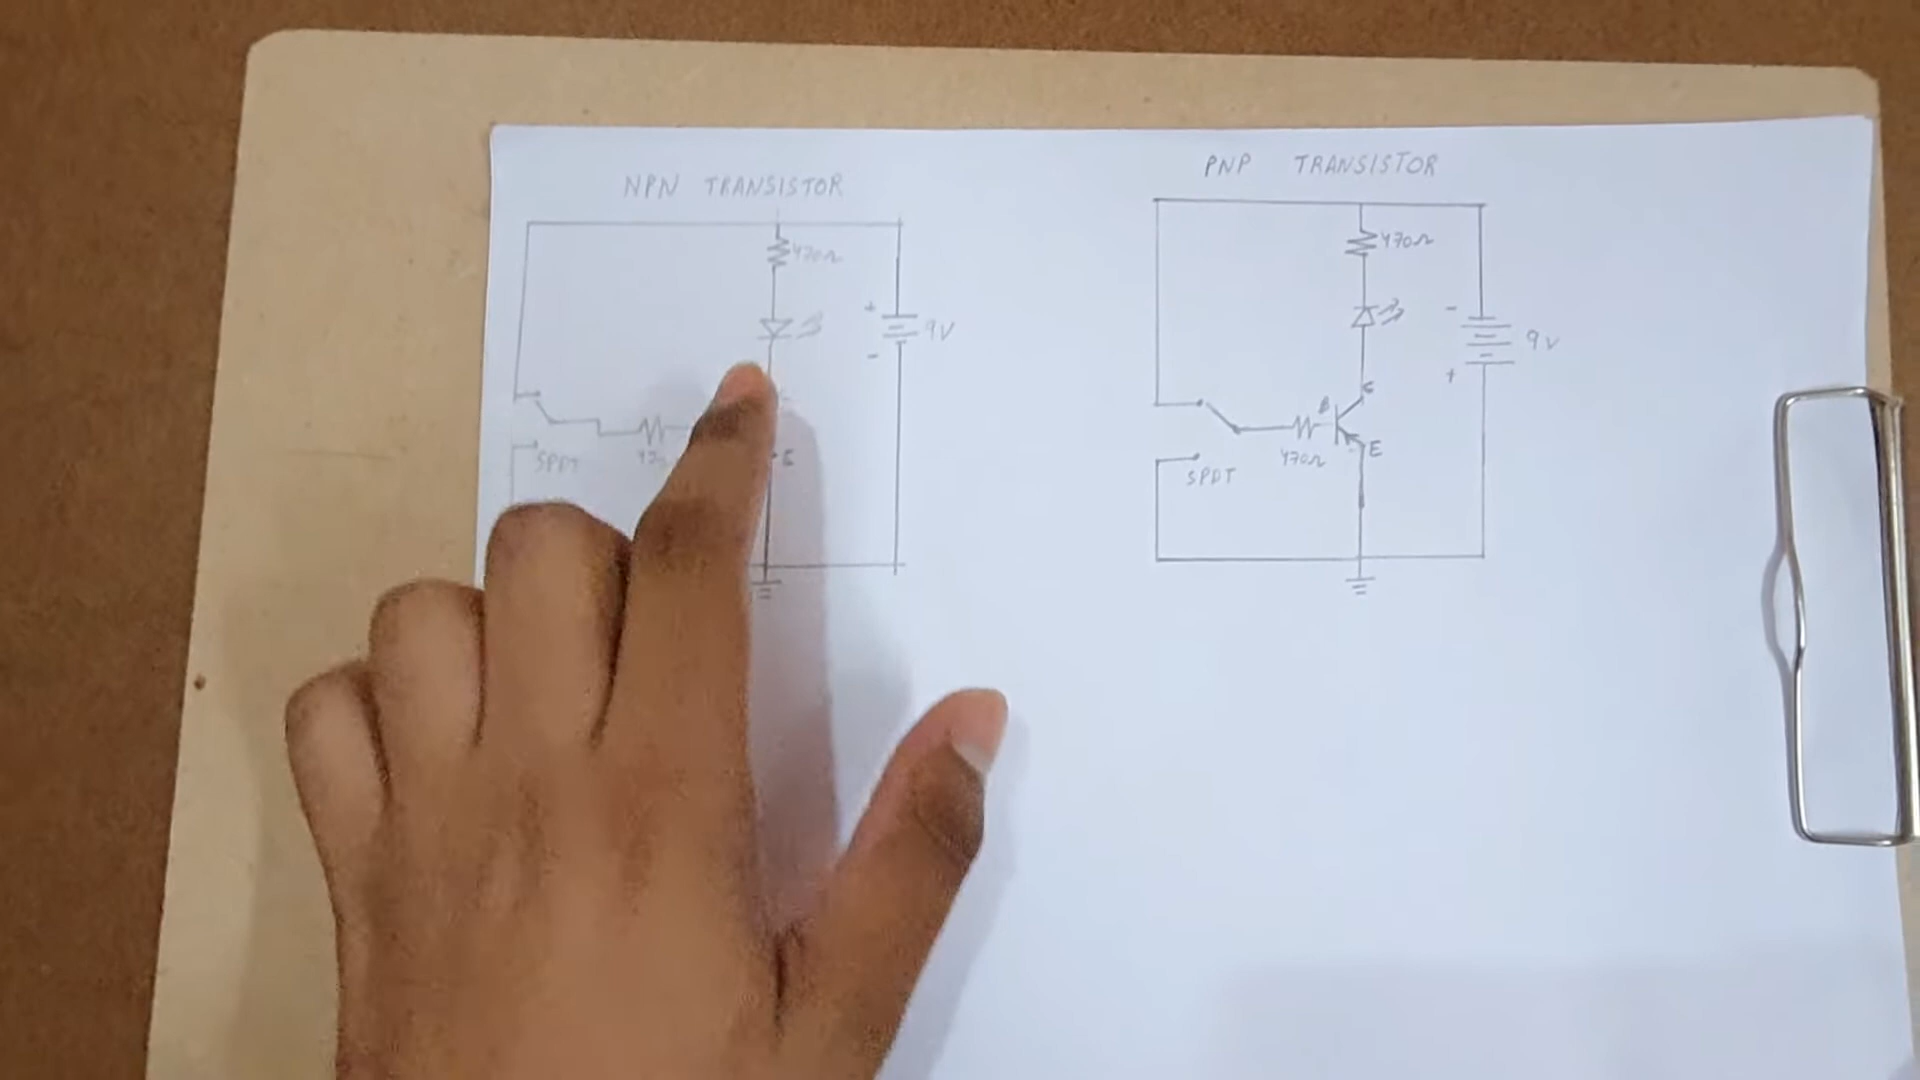 NPN TRANSISTOR
470Ω
+
-
9V
SPDT
E
PNP TRANSISTOR
470Ω
-
+
9V
C
B
E
470Ω
SPDT